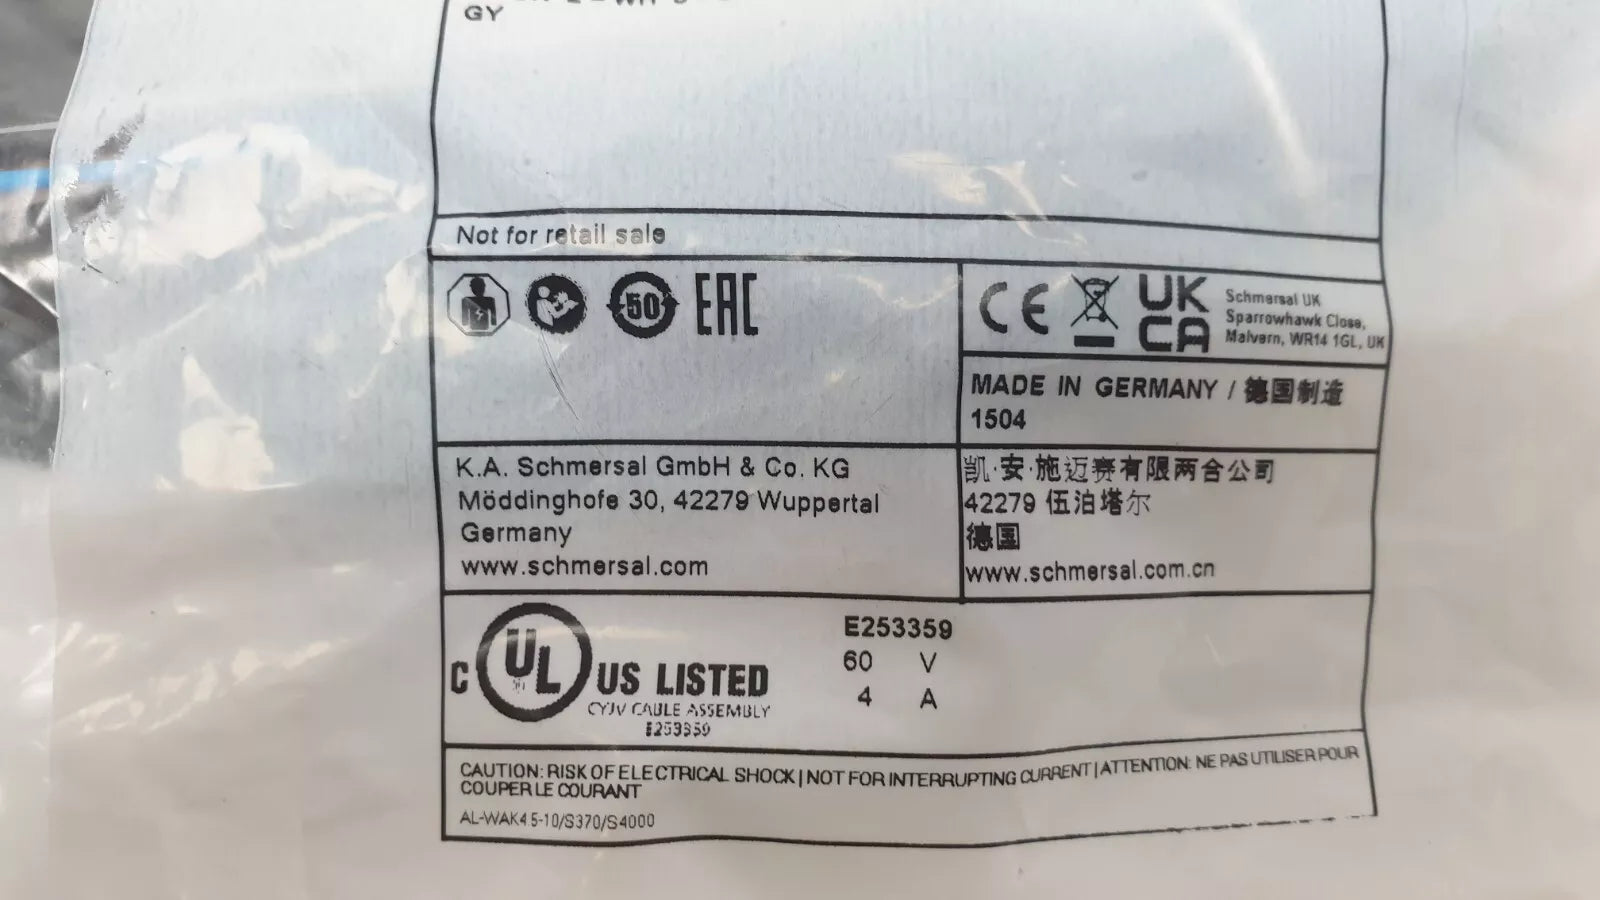 GY
Not for retail sale
50 EAC
CE UK CA
Schmersal UK
Sparrowhawk Close,
Malvern, WR14 1GL, UK
MADE IN GERMANY / 德国制造
1504
K.A. Schmersal GmbH & Co. KG
Möddinghofe 30, 42279 Wuppertal
Germany
www.schmersal.com
凯·安·施迈赛有限两合公司
42279 伍泊塔尔
德国
www.schmersal.com.cn
C UL US LISTED
CYJV CABLE ASSEMBLY
E253359
E253359
60 V
4 A
CAUTION: RISK OF ELECTRICAL SHOCK | NOT FOR INTERRUPTING CURRENT | ATTENTION: NE PAS UTILISER POUR
COUPER LE COURANT
AL-WAK4.5-10/S370/S4000